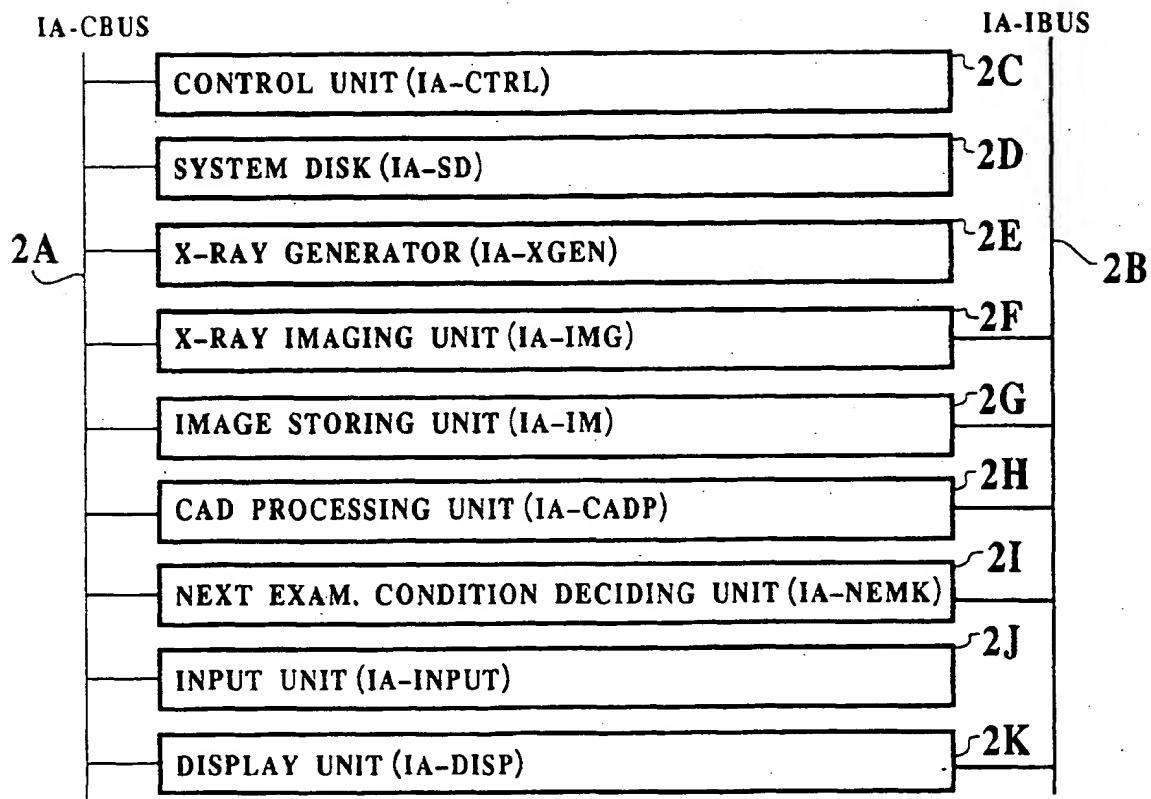 IA-CBUS
IA-IBUS
CONTROL UNIT (IA-CTRL)
2C
SYSTEM DISK (IA-SD)
2D
X-RAY GENERATOR (IA-XGEN)
2E
2A
2B
X-RAY IMAGING UNIT (IA-IMG)
2F
IMAGE STORING UNIT (IA-IM)
2G
CAD PROCESSING UNIT (IA-CADP)
2H
NEXT EXAM. CONDITION DECIDING UNIT (IA-NEMK)
2I
INPUT UNIT (IA-INPUT)
2J
DISPLAY UNIT (IA-DISP)
2K